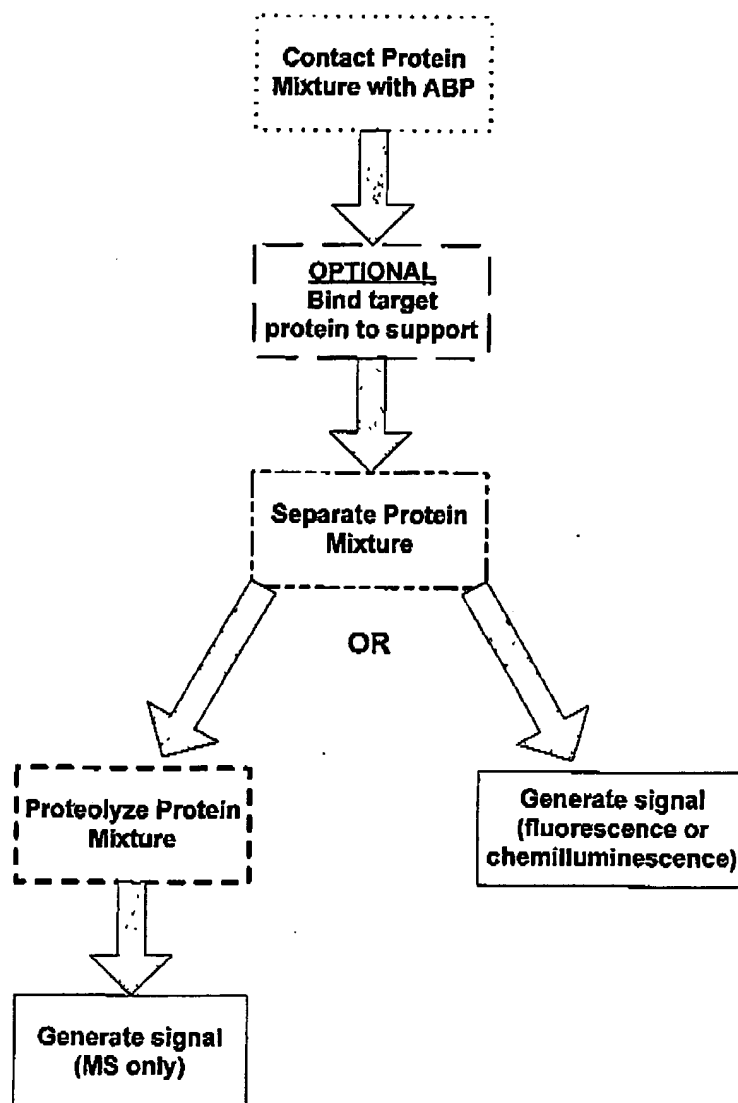 Contact Protein
Mixture with ABP
OPTIONAL
Bind target
protein to support
Separate Protein
Mixture
OR
Proteolyze Protein
Mixture
Generate signal
(fluorescence or
chemilluminescence)
Generate signal
(MS only)